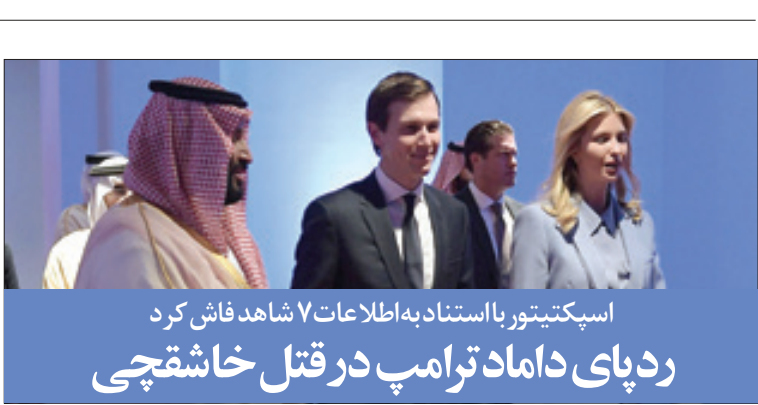 اسپکتیتور با استناد به اطلاعات ۷ شاهد فاش کرد
ردپای داماد ترامپ در قتل خاشقچی